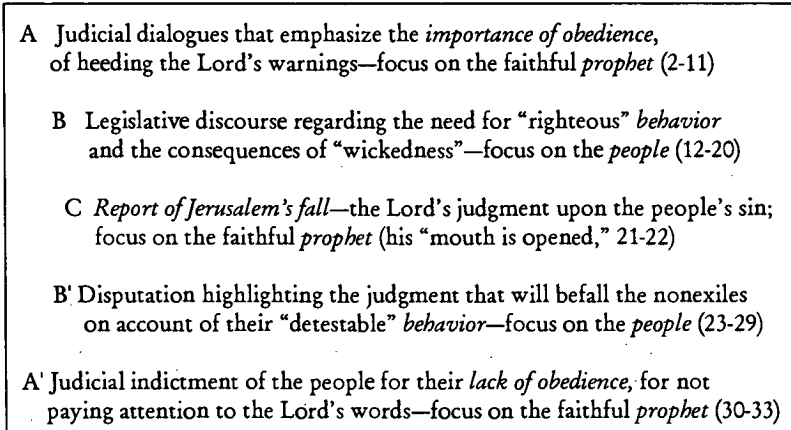 A Judicial dialogues that emphasize the importance of obedience,
of heeding the Lord's warnings—focus on the faithful prophet (2-11)
B Legislative discourse regarding the need for “righteous” behavior
and the consequences of “wickedness”—focus on the people (12-20)
C Report of Jerusalem's fall—the Lord's judgment upon the people's sin;
focus on the faithful prophet (his “mouth is opened,” 21-22)
B' Disputation highlighting the judgment that will befall the nonexiles
on account of their “detestable” behavior—focus on the people (23-29)
A' Judicial indictment of the people for their lack of obedience, for not
paying attention to the Lord's words—focus on the faithful prophet (30-33)